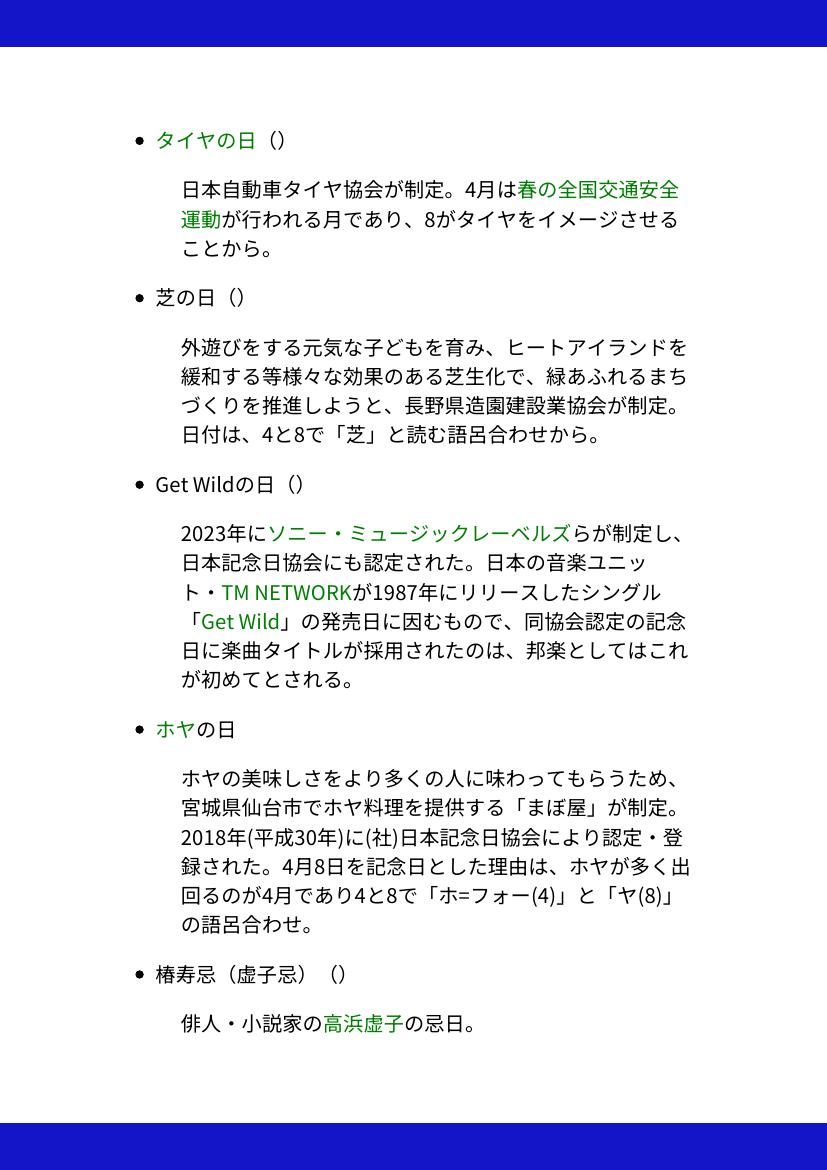 • タイヤの日（）
日本自動車タイヤ協会が制定。4月は春の全国交通安全
運動が行われる月であり、8がタイヤをイメージさせる
ことから。
• 芝の日（）
外遊びをする元気な子どもを育み、ヒートアイランドを
緩和する等様々な効果のある芝生化で、緑あふれるまち
づくりを推進しようと、長野県造園建設業協会が制定。
日付は、4と8で「芝」と読む語呂合わせから。
• Get Wildの日（）
2023年にソニー・ミュージックレーベルズらが制定し、
日本記念日協会にも認定された。日本の音楽ユニッ
ト・TM NETWORKが1987年にリリースしたシングル
「Get Wild」の発売日に因むもので、同協会認定の記念
日に楽曲タイトルが採用されたのは、邦楽としてはこれ
が初めてとされる。
• ホヤの日
ホヤの美味しさをより多くの人に味わってもらうため、
宮城県仙台市でホヤ料理を提供する「まぼ屋」が制定。
2018年(平成30年)に(社)日本記念日協会により認定・登
録された。4月8日を記念日とした理由は、ホヤが多く出
回るのが4月であり4と8で「ホ=フォー(4)」と「ヤ(8)」
の語呂合わせ。
• 椿寿忌（虚子忌）（）
俳人・小説家の高浜虚子の忌日。